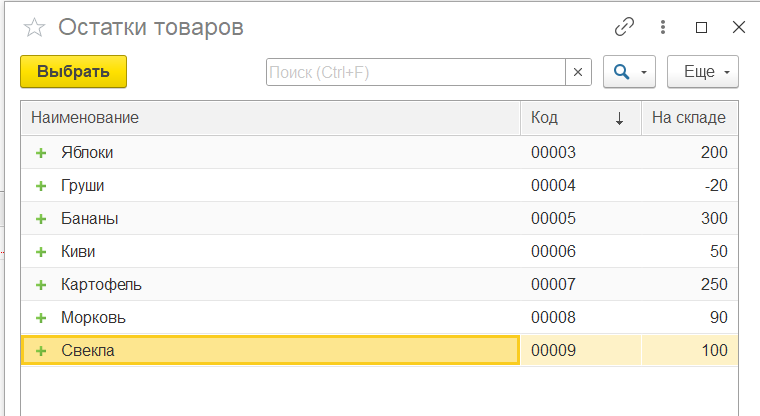 Остатки товаров
Выбрать Поиск (Ctrl+F) Еще
Наименование Код На складе
Яблоки 00003 200
Груши 00004 -20
Бананы 00005 300
Киви 00006 50
Картофель 00007 250
Морковь 00008 90
Свекла 00009 100